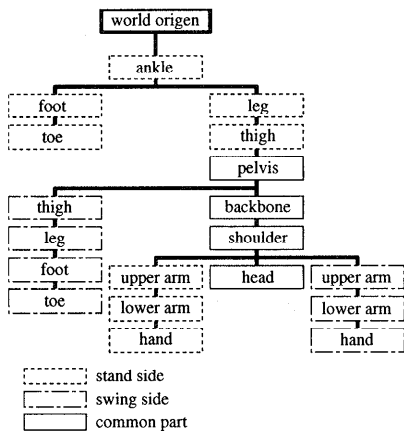 world origen
ankle
foot leg
toe thigh
pelvis
thigh backbone
leg shoulder
foot upper arm head upper arm
toe lower arm lower arm
hand hand
stand side
swing side
common part